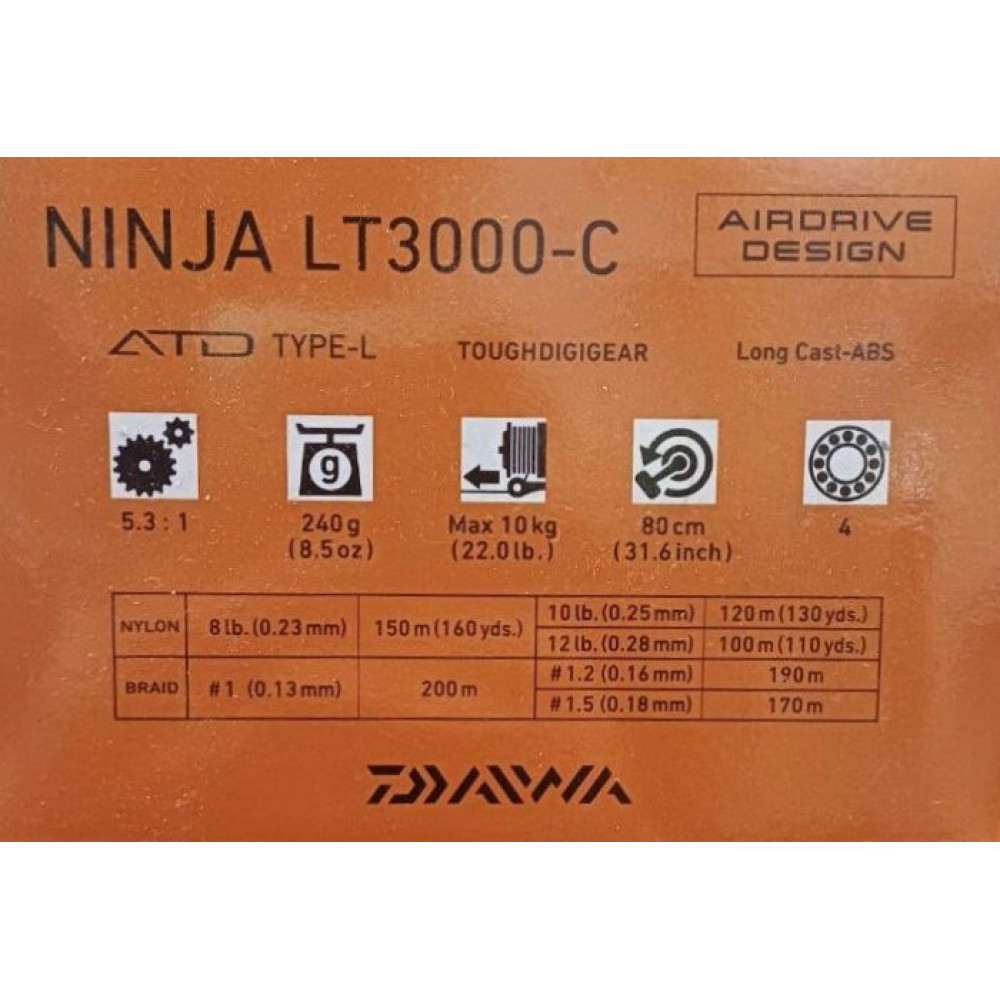 NINJA LT3000-C
AIRDRIVE
DESIGN
ATD TYPE-L
TOUGHDIGIGEAR
Long Cast-ABS
g
5.3 : 1
240 g
(8.5 oz)
Max 10 kg
(22.0 lb.)
80 cm
(31.6 inch)
4
NYLON 8 lb. (0.23 mm) 150 m (160 yds.)
10 lb. (0.25 mm) 120 m (130 yds.)
12 lb. (0.28 mm) 100 m (110 yds.)
BRAID #1 (0.13 mm) 200 m
#1.2 (0.16 mm) 190 m
#1.5 (0.18 mm) 170 m
DAIWA